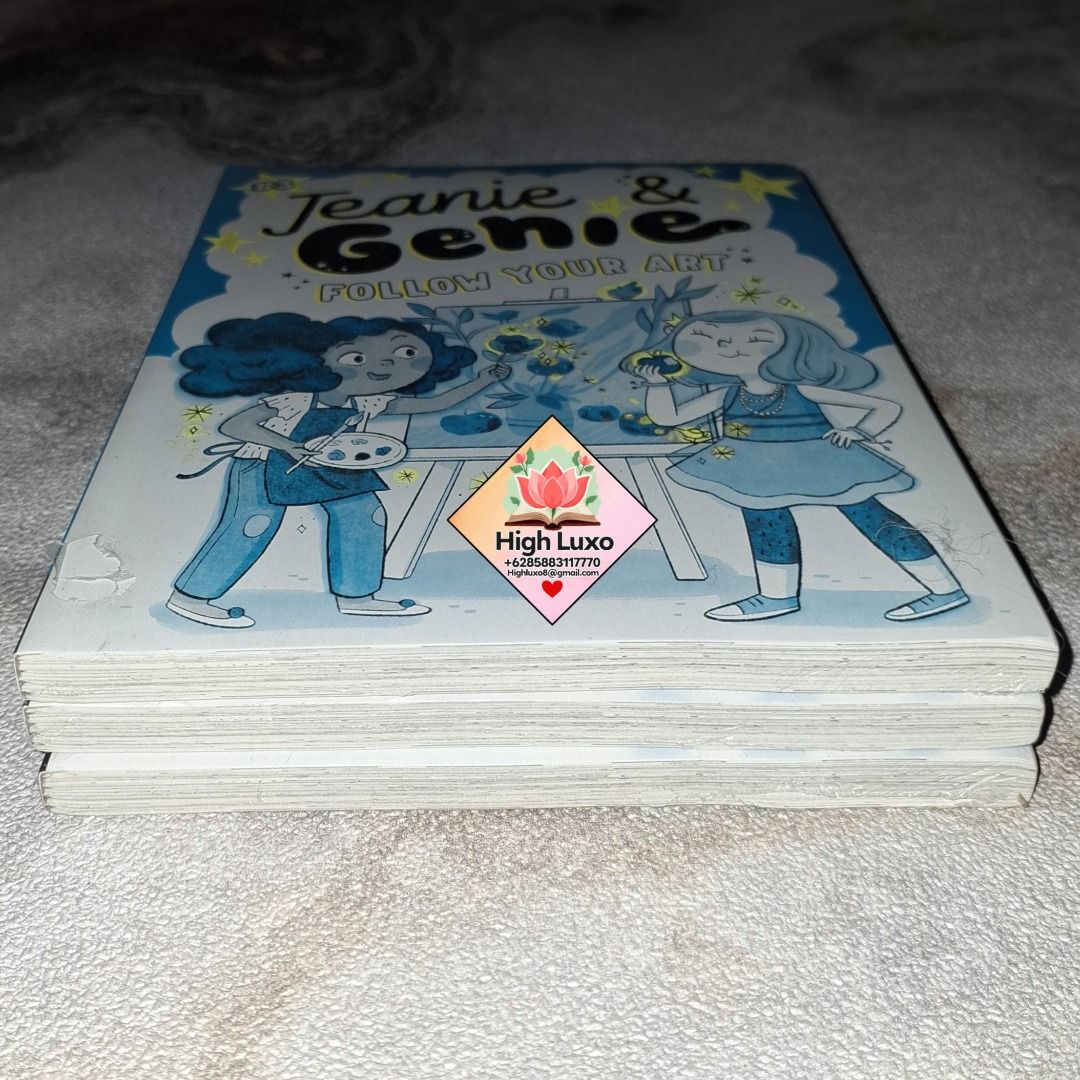 Jeanie &
Genie
FOLLOW YOUR ART
High Luxo
+6285883117770
Highluxo8@gmail.com